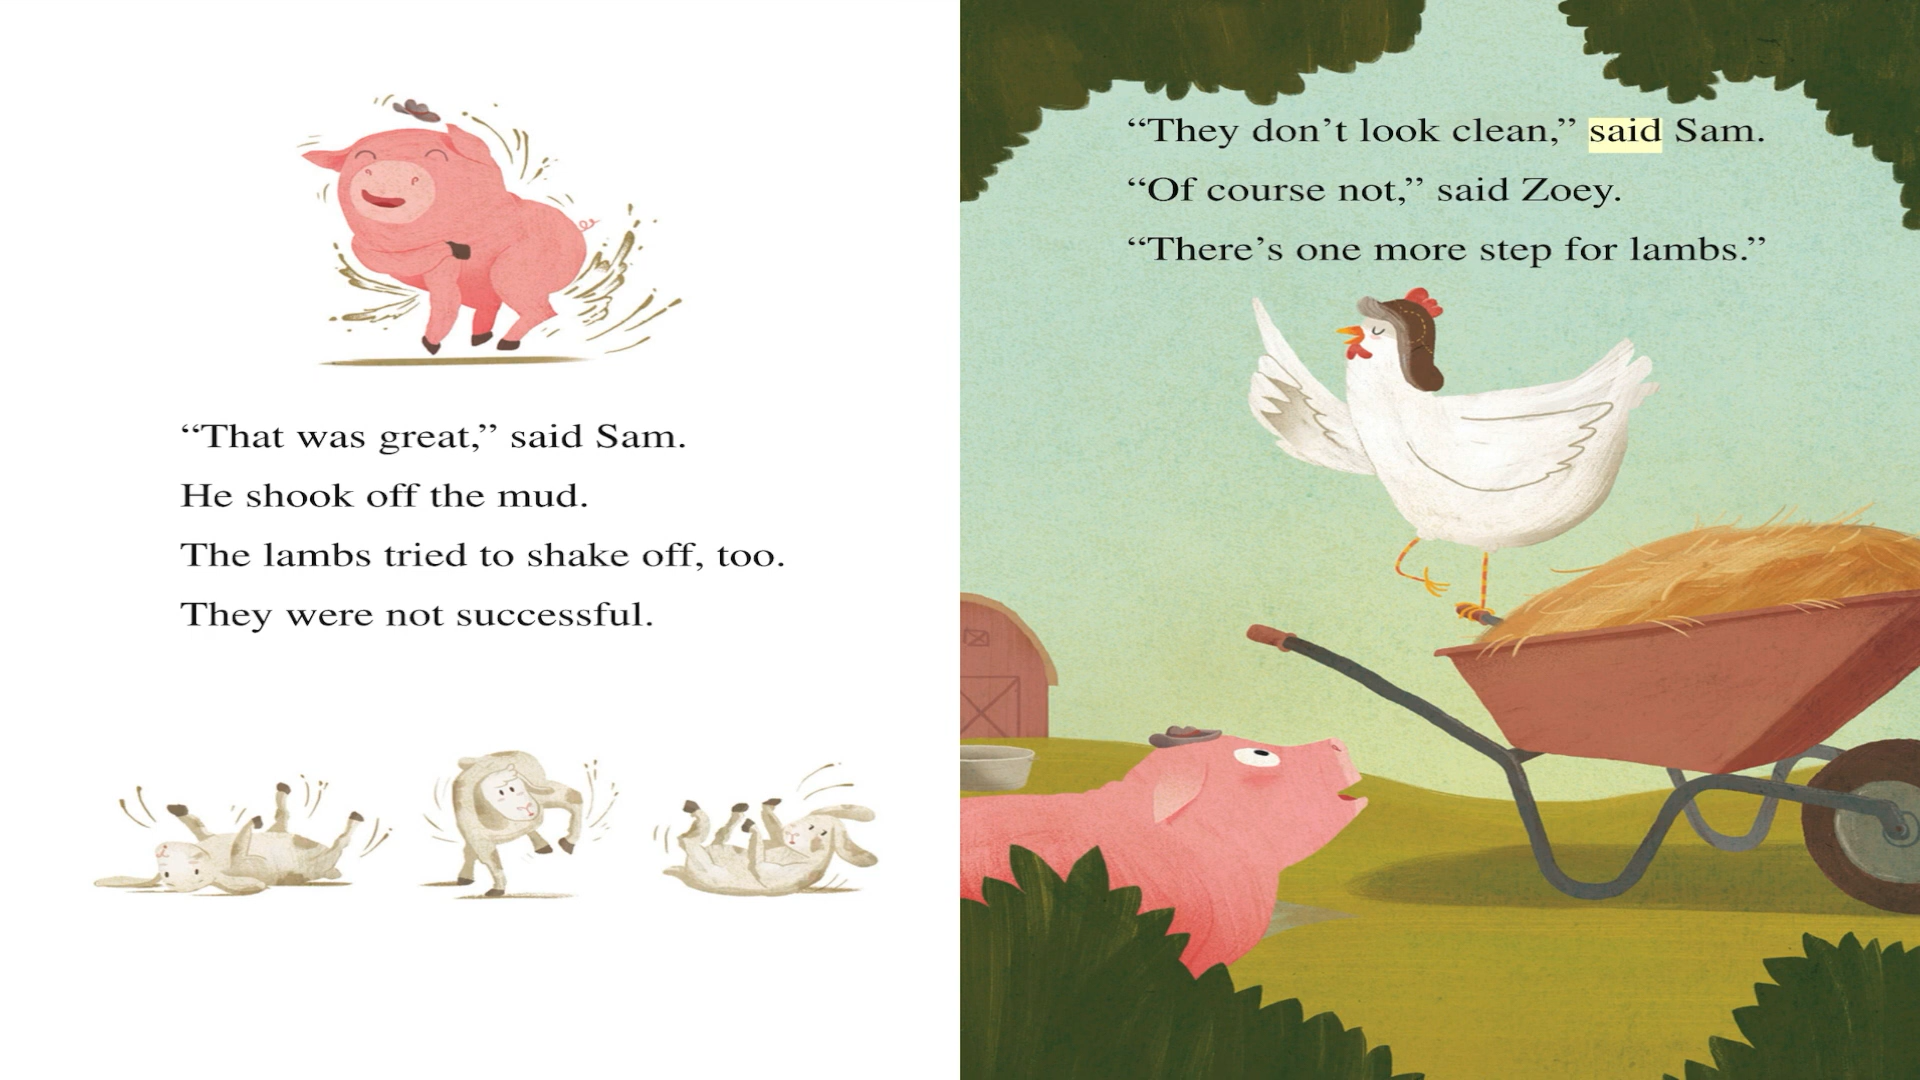 “That was great,” said Sam.
He shook off the mud.
The lambs tried to shake off, too.
They were not successful.
“They don’t look clean,” said Sam.
“Of course not,” said Zoey.
“There’s one more step for lambs.”